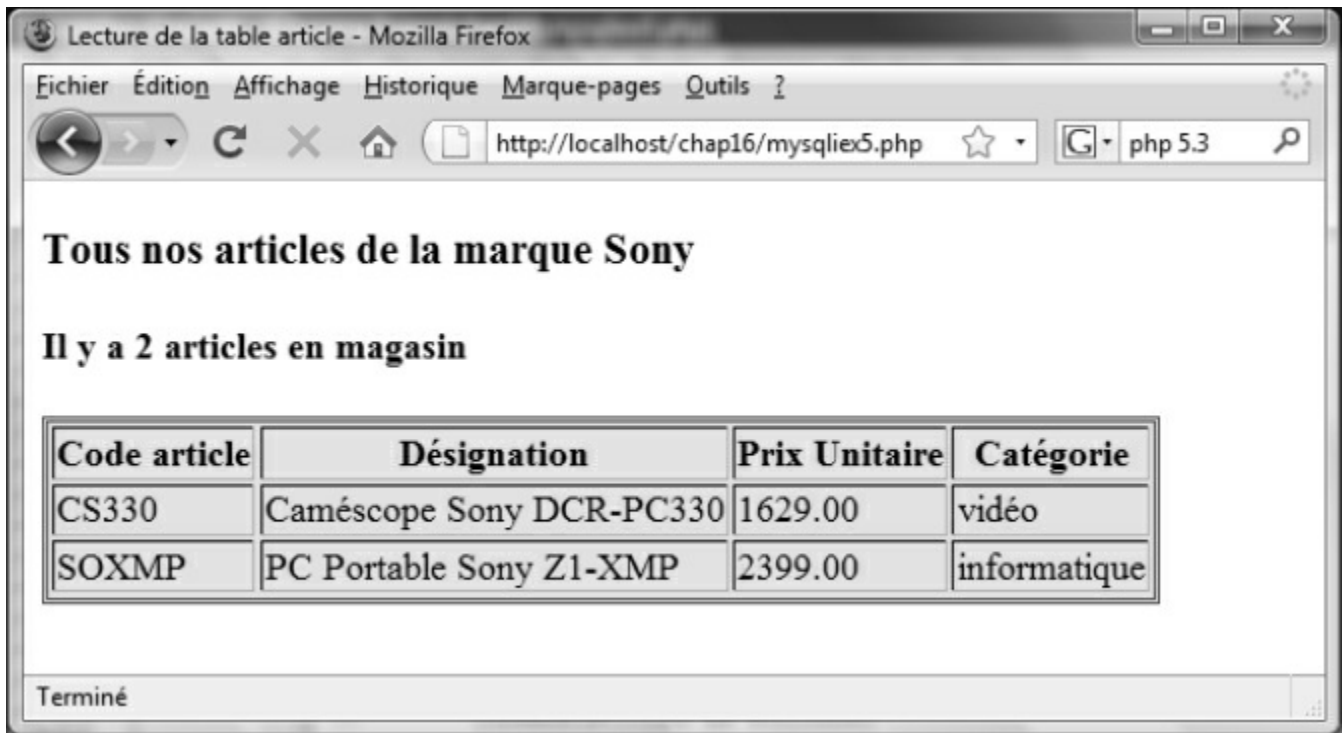 Lecture de la table article - Mozilla Firefox
Fichier Édition Affichage Historique Marque-pages Outils ?
http://localhost/chap16/mysqliex5.php G php 5.3
Tous nos articles de la marque Sony
Il y a 2 articles en magasin
Code article Désignation Prix Unitaire Catégorie
CS330 Caméscope Sony DCR-PC330 1629.00 vidéo
SOXMP PC Portable Sony Z1-XMP 2399.00 informatique
Terminé